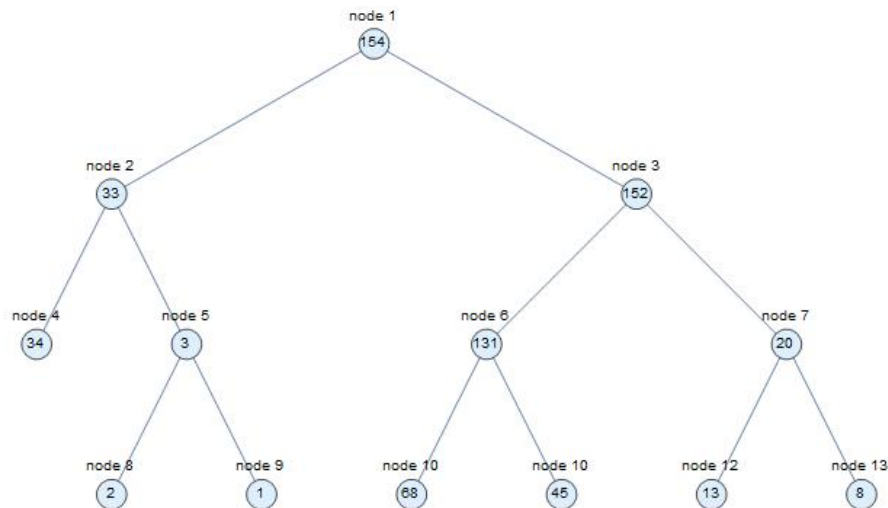 node 1
154
node 2
node 3
33
152
node 4
node 5
node 6
node 7
34
3
131
20
node 8
node 9
node 10
node 10
node 12
node 13
2
1
68
45
13
8